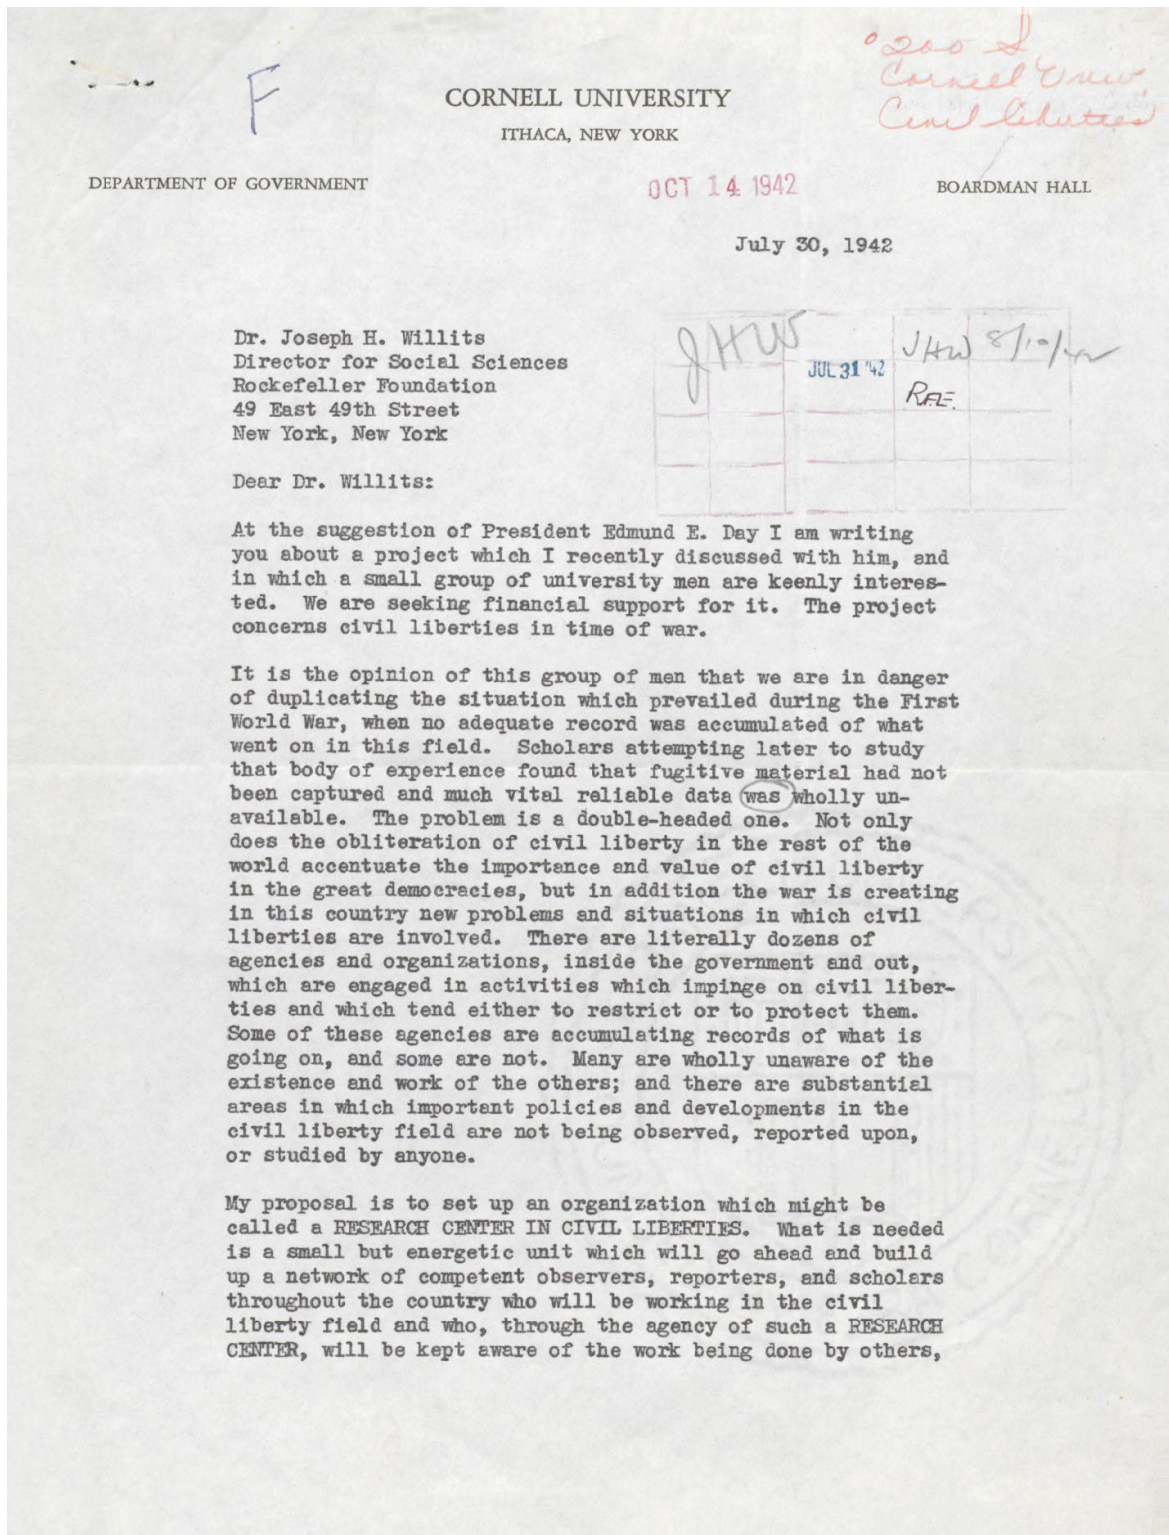 200 S
Cornell Univ.
Civil liberties
F
CORNELL UNIVERSITY
ITHACA, NEW YORK
DEPARTMENT OF GOVERNMENT
OCT 14 1942
BOARDMAN HALL
July 30, 1942
Dr. Joseph H. Willits
Director for Social Sciences
Rockefeller Foundation
49 East 49th Street
New York, New York
JHW
JUL 31 '42
JHW 8/10/42
RFE.
Dear Dr. Willits:
At the suggestion of President Edmund E. Day I am writing
you about a project which I recently discussed with him, and
in which a small group of university men are keenly interes-
ted. We are seeking financial support for it. The project
concerns civil liberties in time of war.
It is the opinion of this group of men that we are in danger
of duplicating the situation which prevailed during the First
World War, when no adequate record was accumulated of what
went on in this field. Scholars attempting later to study
that body of experience found that fugitive material had not
been captured and much vital reliable data was wholly un-
available. The problem is a double-headed one. Not only
does the obliteration of civil liberty in the rest of the
world accentuate the importance and value of civil liberty
in the great democracies, but in addition the war is creating
in this country new problems and situations in which civil
liberties are involved. There are literally dozens of
agencies and organizations, inside the government and out,
which are engaged in activities which impinge on civil liber-
ties and which tend either to restrict or to protect them.
Some of these agencies are accumulating records of what is
going on, and some are not. Many are wholly unaware of the
existence and work of the others; and there are substantial
areas in which important policies and developments in the
civil liberty field are not being observed, reported upon,
or studied by anyone.
My proposal is to set up an organization which might be
called a RESEARCH CENTER IN CIVIL LIBERTIES. What is needed
is a small but energetic unit which will go ahead and build
up a network of competent observers, reporters, and scholars
throughout the country who will be working in the civil
liberty field and who, through the agency of such a RESEARCH
CENTER, will be kept aware of the work being done by others,